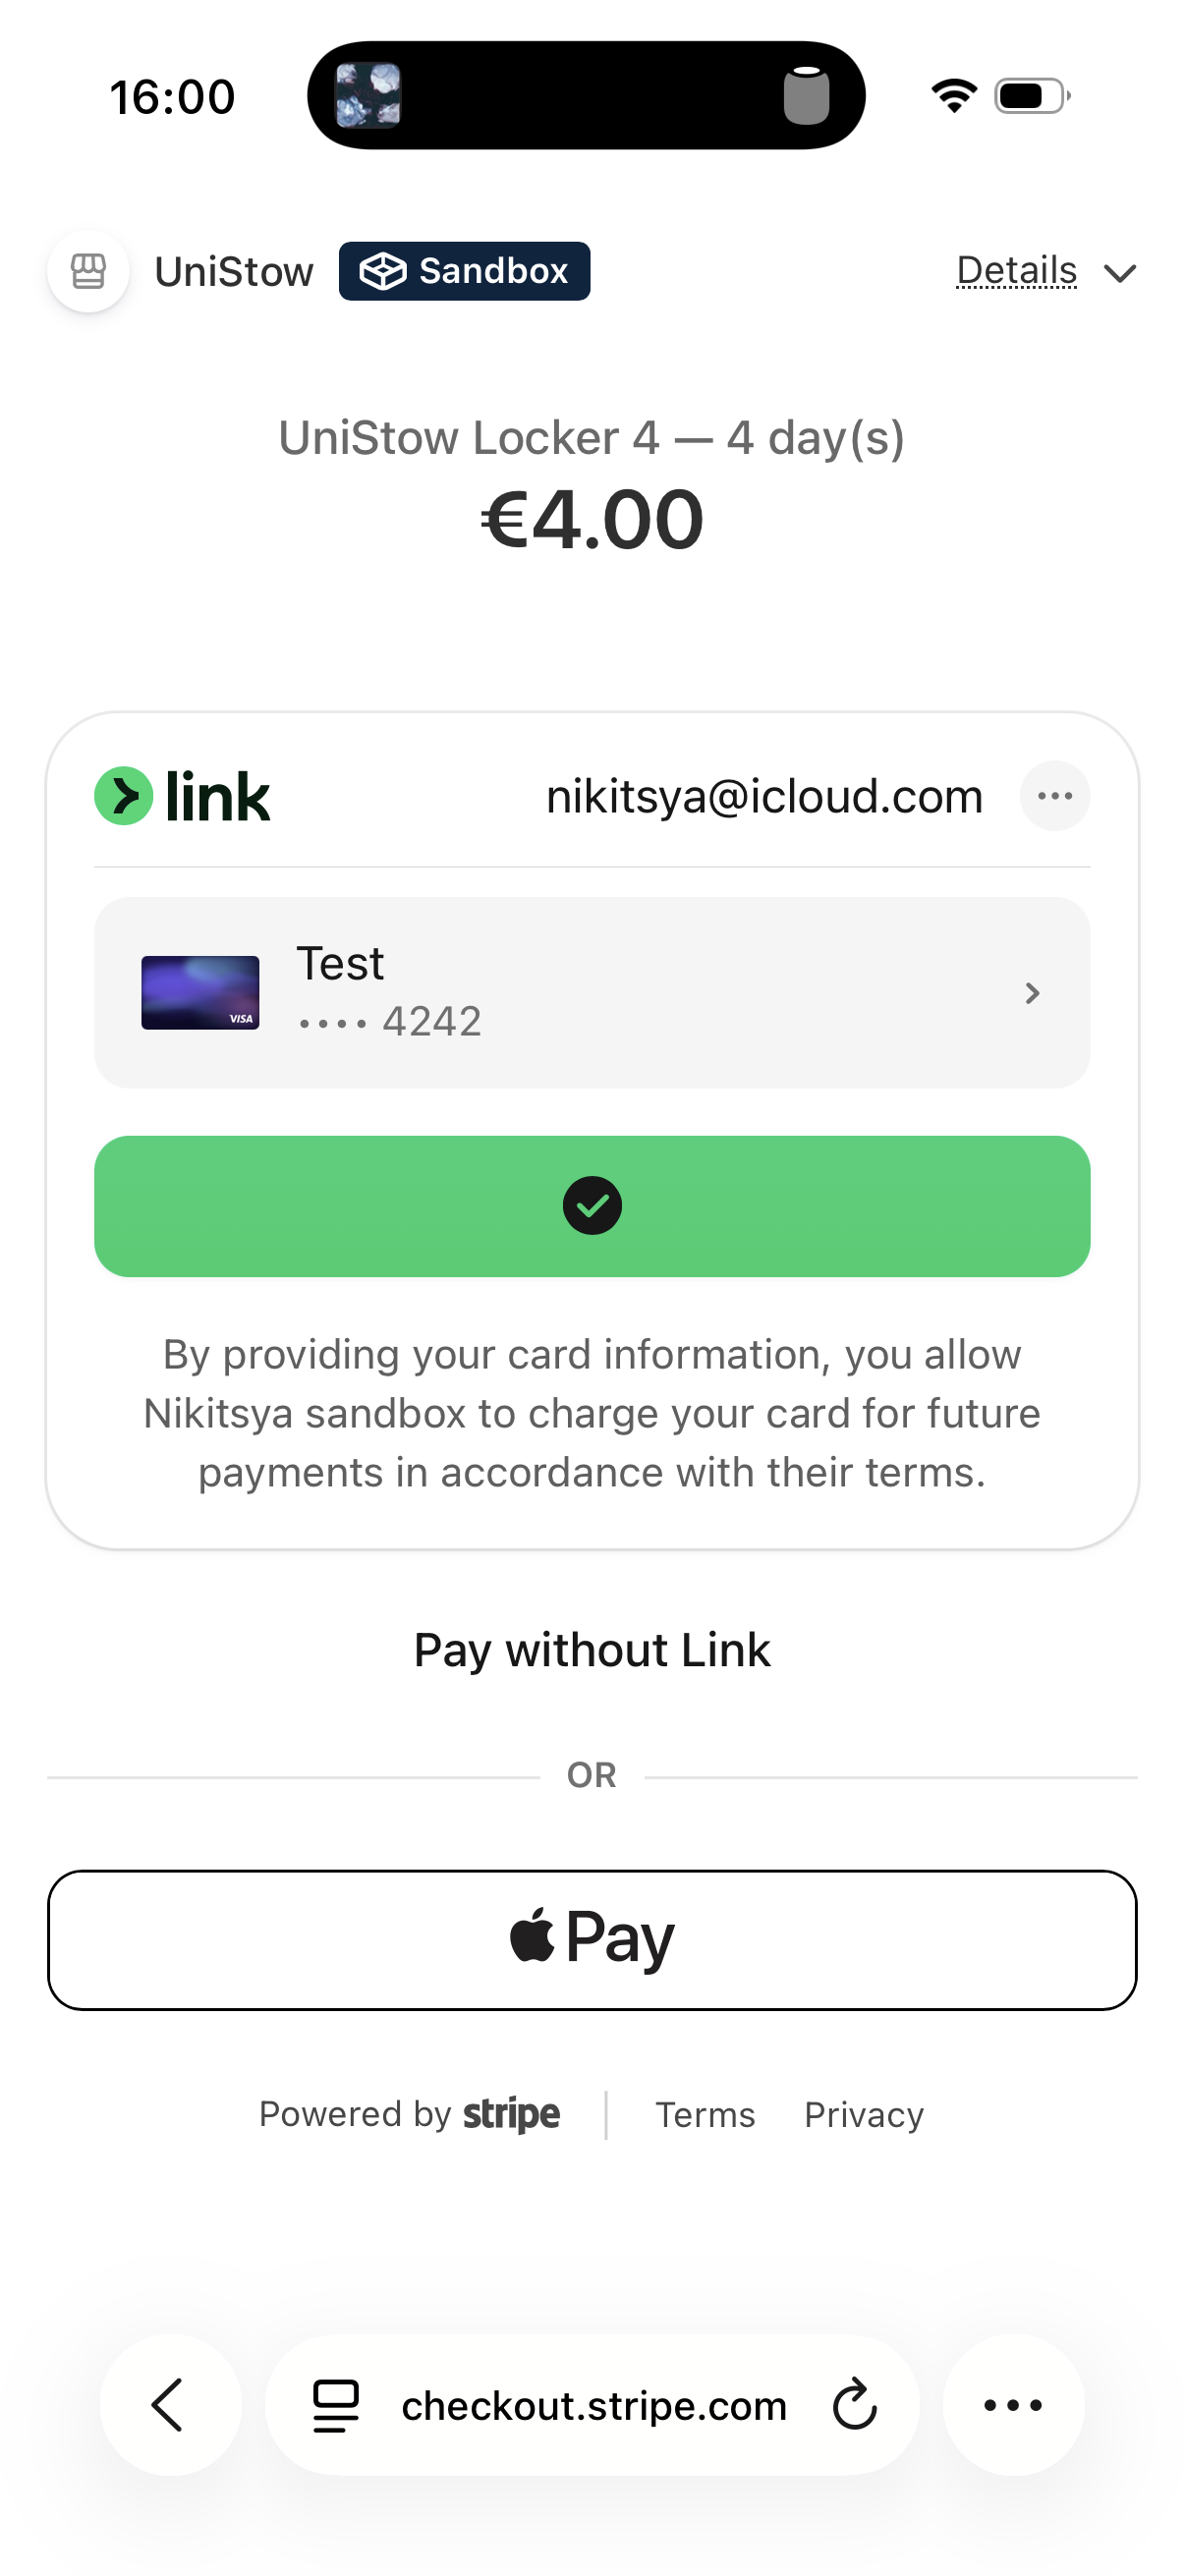 16:00
UniStow Sandbox Details
UniStow Locker 4 — 4 day(s)
€4.00
link nikitsya@icloud.com
Test
VISA
•••• 4242
By providing your card information, you allow
Nikitsya sandbox to charge your card for future
payments in accordance with their terms.
Pay without Link
OR
Pay
Powered by stripe Terms Privacy
checkout.stripe.com